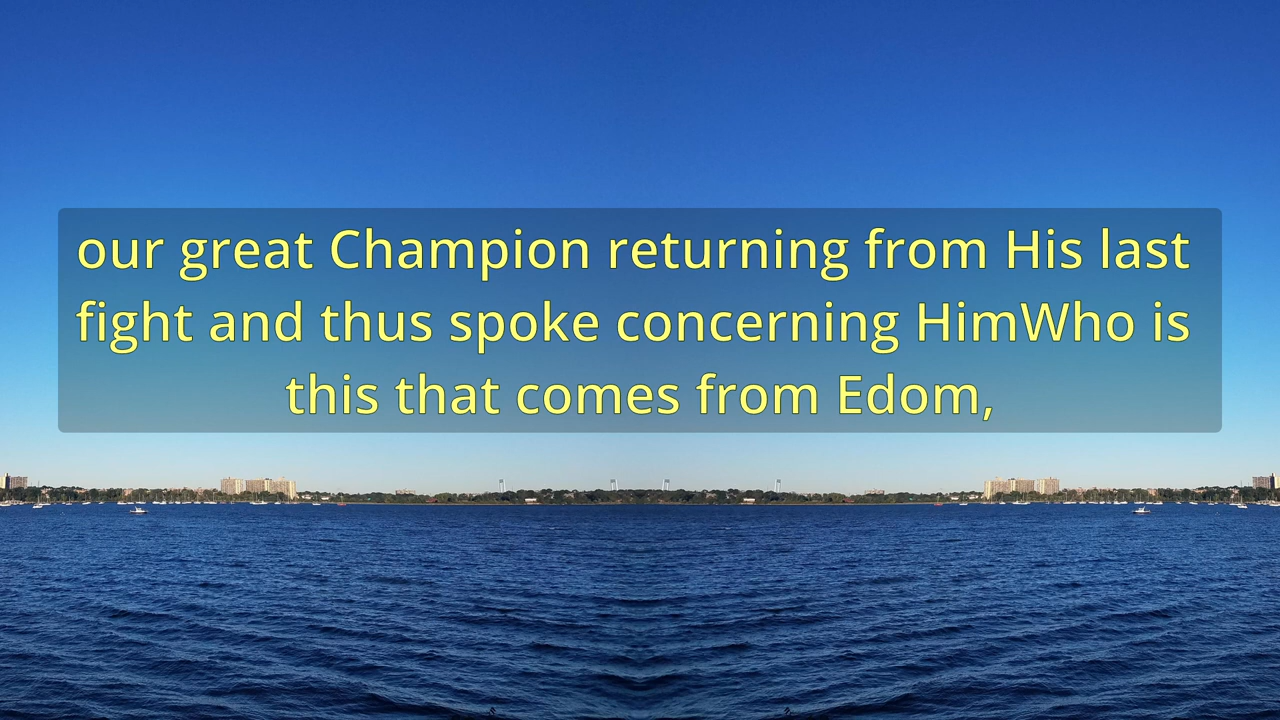 our great Champion returning from His last
fight and thus spoke concerning HimWho is
this that comes from Edom,